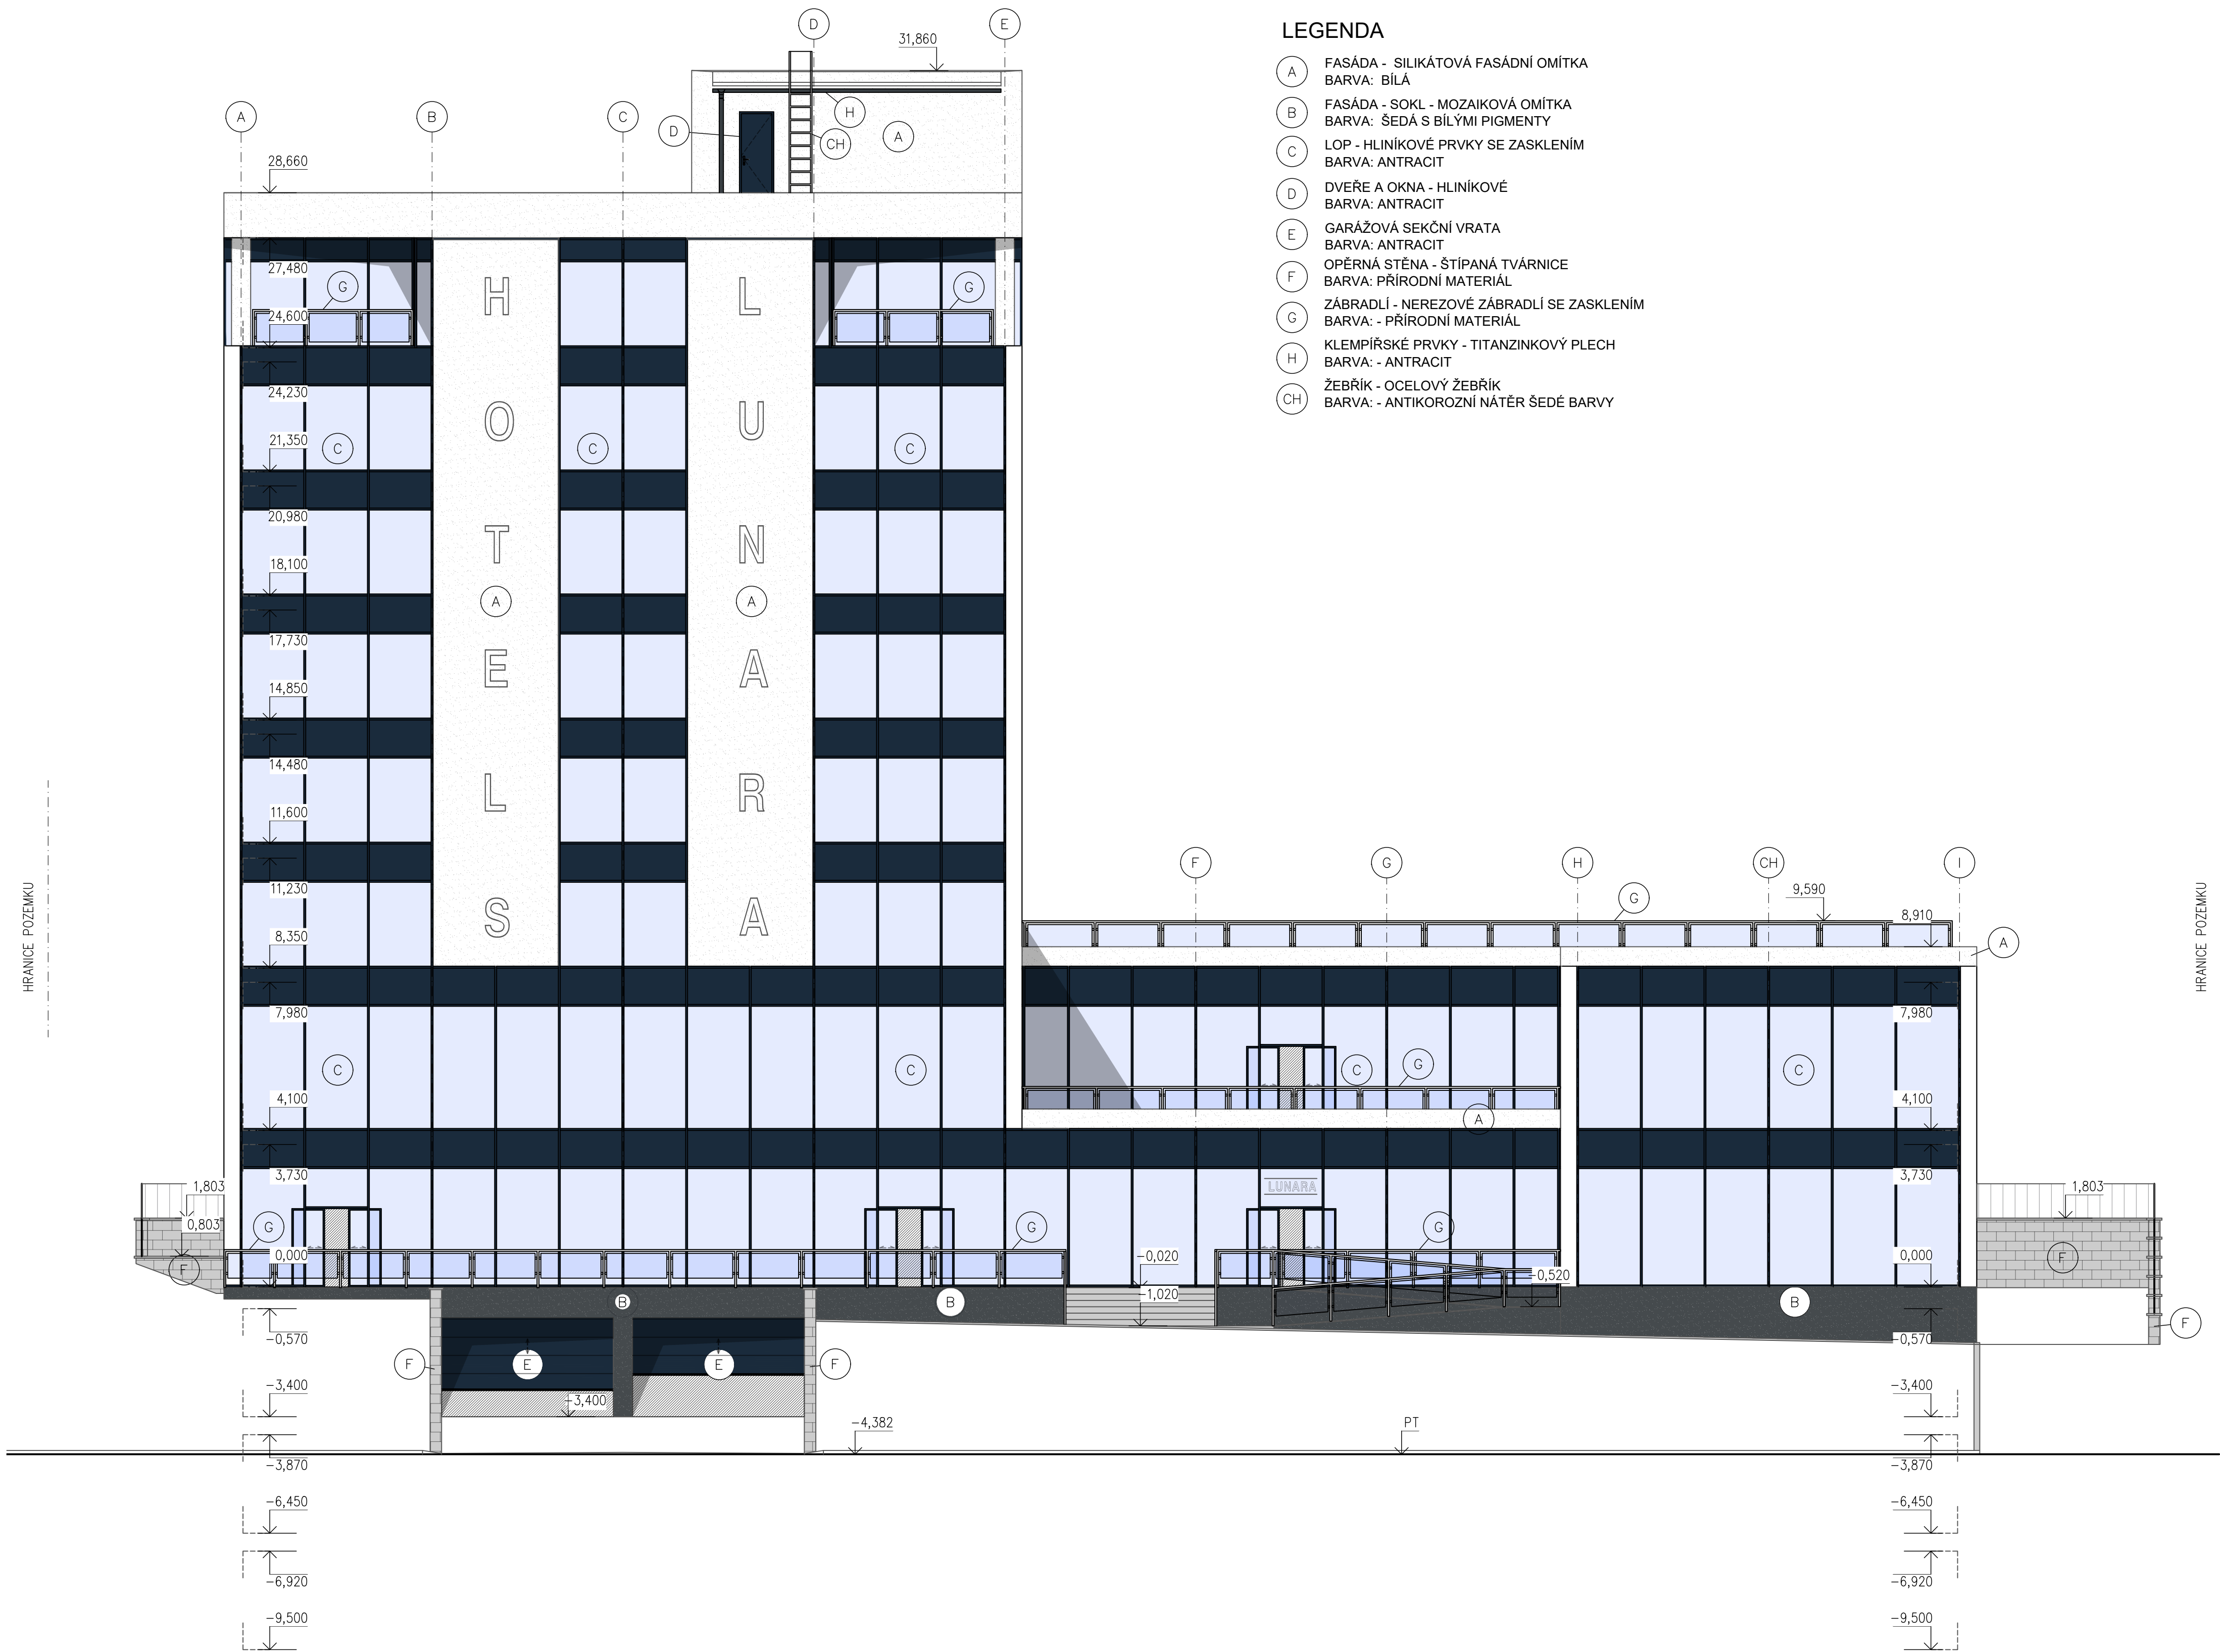 LEGENDA
A FASÁDA - SILIKÁTOVÁ FASÁDNÍ OMÍTKA
BARVA: BÍLÁ
B FASÁDA - SOKL - MOZAIKOVÁ OMÍTKA
BARVA: ŠEDÁ S BÍLÝMI PIGMENTY
C LOP - HLINÍKOVÉ PRVKY SE ZASKLENÍM
BARVA: ANTRACIT
D DVEŘE A OKNA - HLINÍKOVÉ
BARVA: ANTRACIT
E GARÁŽOVÁ SEKČNÍ VRATA
BARVA: ANTRACIT
F OPĚRNÁ STĚNA - ŠTÍPANÁ TVÁRNICE
BARVA: PŘÍRODNÍ MATERIÁL
G ZÁBRADLÍ - NEREZOVÉ ZÁBRADLÍ SE ZASKLENÍM
BARVA: - PŘÍRODNÍ MATERIÁL
H KLEMPÍŘSKÉ PRVKY - TITANZINKOVÝ PLECH
BARVA: - ANTRACIT
CH ŽEBŘÍK - OCELOVÝ ŽEBŘÍK
BARVA: - ANTIKOROZNÍ NÁTĚR ŠEDÉ BARVY
D E
31,860
A B C
D H CH A
28,660
27,480
G G
24,600
24,230
C C C
21,350
20,980
18,100
A A
17,730
14,850
14,480
11,600
11,230
8,350
7,980
C C
4,100
3,730
HOTELS
LUNARA
F G H CH I
9,590
G
8,910
A
7,980
C G C
4,100
A
3,730
LUNARA
HRANICE POZEMKU
HRANICE POZEMKU
1,803
0,803
1,803
G G G
F F
0,000
-0,020
0,000
-0,520
-1,020
B B B
-0,570
-0,570
F
F E E F
-3,400
-3,400
-3,400
-4,382
PT
-3,870
-3,870
-6,450
-6,450
-6,920
-6,920
-9,500
-9,500